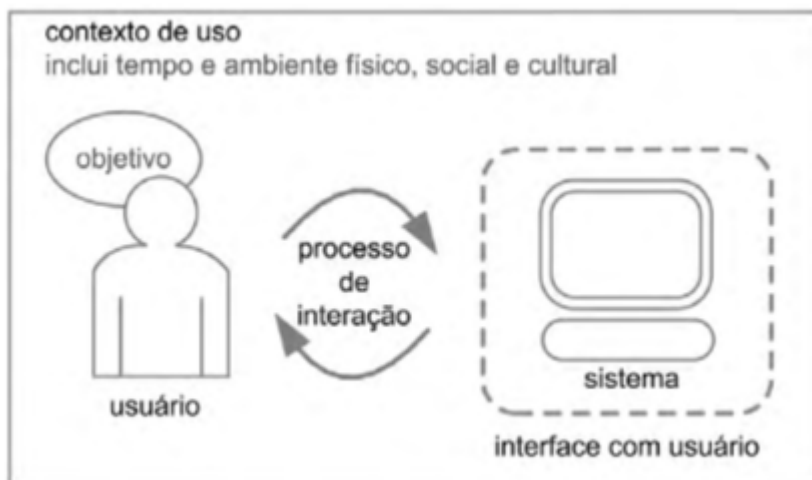 contexto de uso
inclui tempo e ambiente físico, social e cultural
objetivo
processo
de
interação
usuário
sistema
interface com usuário